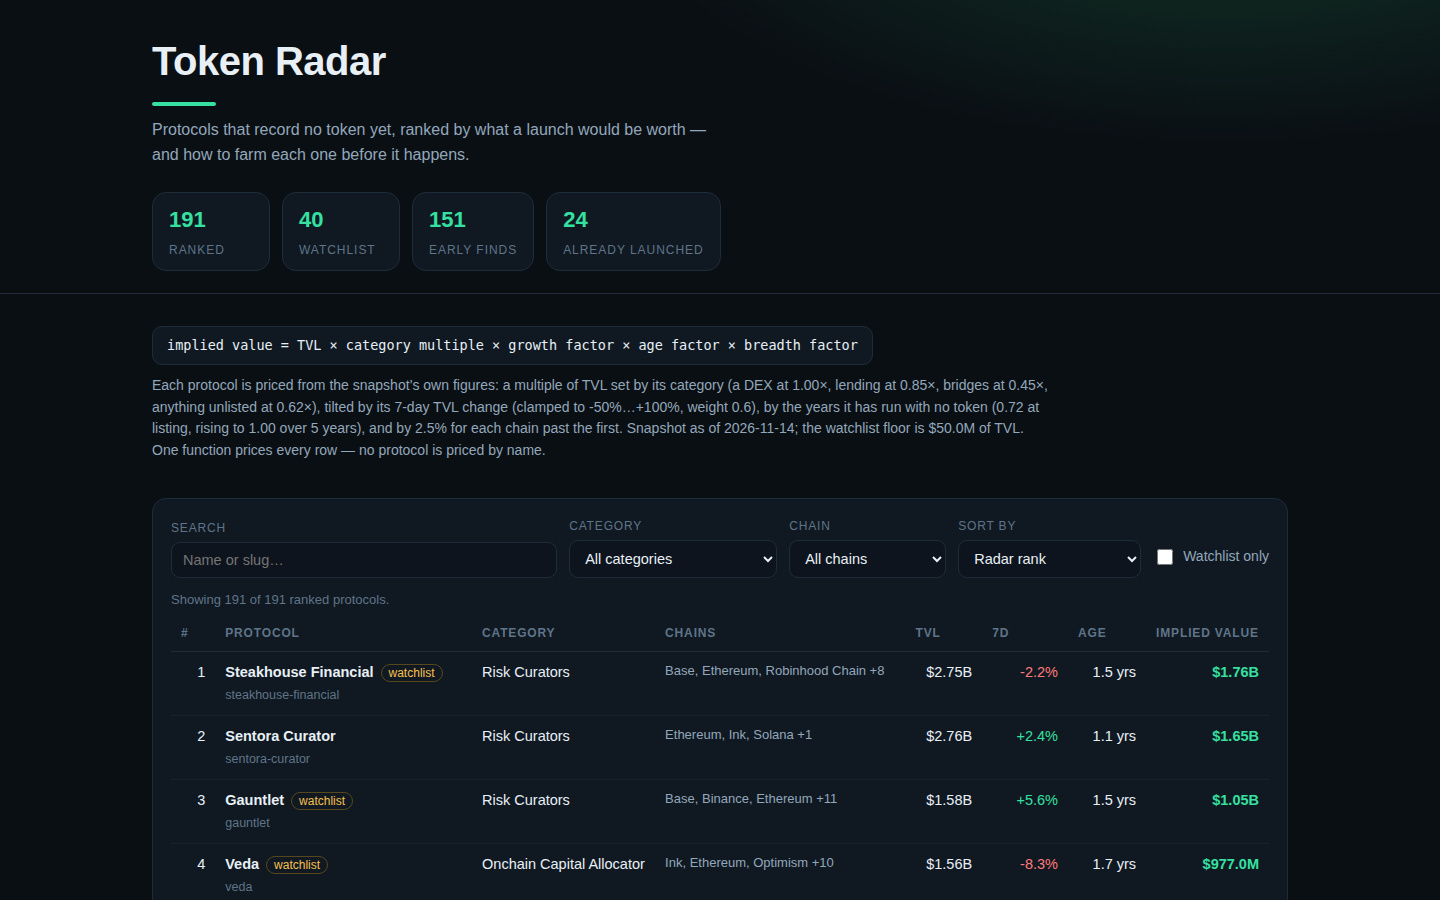 Token Radar
Protocols that record no token yet, ranked by what a launch would be worth —
and how to farm each one before it happens.
191
RANKED
40
WATCHLIST
151
EARLY FINDS
24
ALREADY LAUNCHED
implied value = TVL × category multiple × growth factor × age factor × breadth factor
Each protocol is priced from the snapshot's own figures: a multiple of TVL set by its category (a DEX at 1.00×, lending at 0.85×, bridges at 0.45×,
anything unlisted at 0.62×), tilted by its 7-day TVL change (clamped to -50%…+100%, weight 0.6), by the years it has run with no token (0.72 at
listing, rising to 1.00 over 5 years), and by 2.5% for each chain past the first. Snapshot as of 2026-11-14; the watchlist floor is $50.0M of TVL.
One function prices every row — no protocol is priced by name.
SEARCH CATEGORY CHAIN SORT BY
Name or slug… All categories All chains Radar rank Watchlist only
Showing 191 of 191 ranked protocols.
# PROTOCOL CATEGORY CHAINS TVL 7D AGE IMPLIED VALUE
1 Steakhouse Financial watchlist Risk Curators Base, Ethereum, Robinhood Chain +8 $2.75B -2.2% 1.5 yrs $1.76B
steakhouse-financial
2 Sentora Curator Risk Curators Ethereum, Ink, Solana +1 $2.76B +2.4% 1.1 yrs $1.65B
sentora-curator
3 Gauntlet watchlist Risk Curators Base, Binance, Ethereum +11 $1.58B +5.6% 1.5 yrs $1.05B
gauntlet
4 Veda watchlist Onchain Capital Allocator Ink, Ethereum, Optimism +10 $1.56B -8.3% 1.7 yrs $977.0M
veda